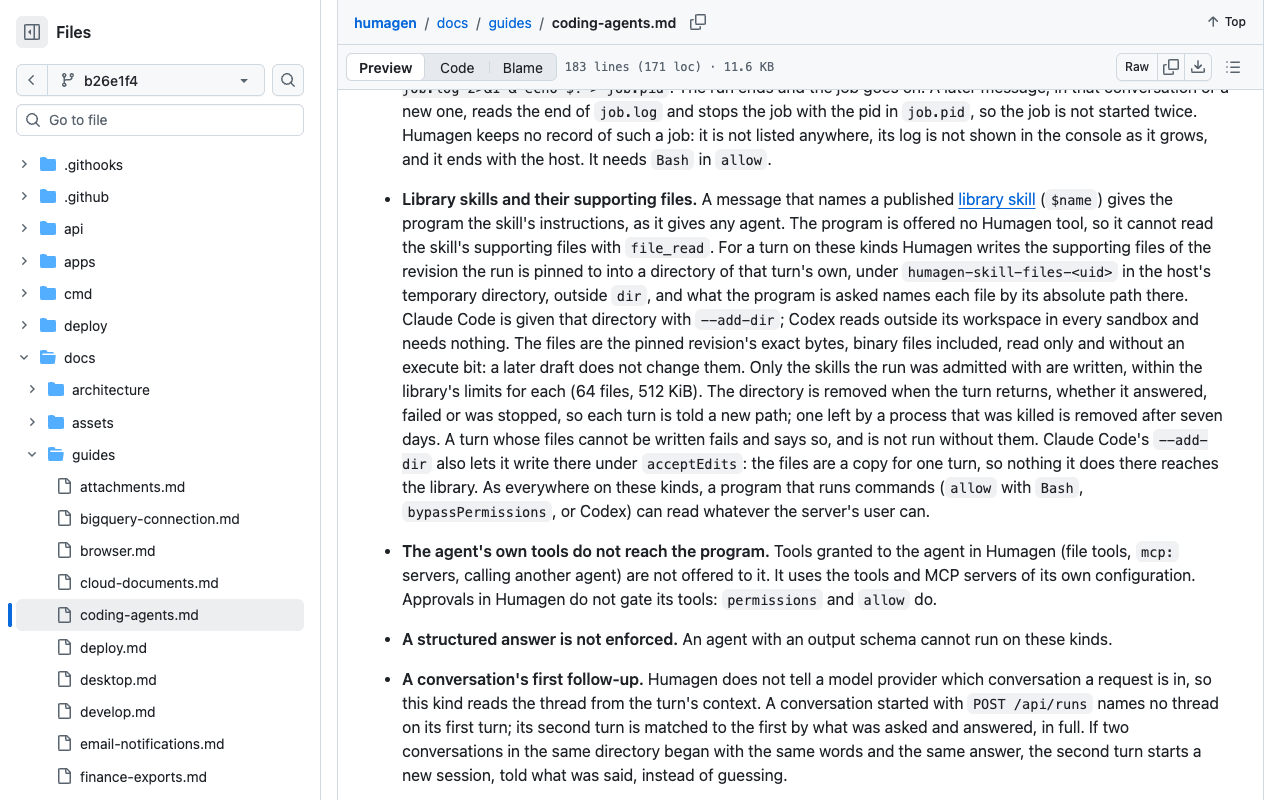 Files
b26e1f4
Go to file
.githooks
.github
api
apps
cmd
deploy
docs
architecture
assets
guides
attachments.md
bigquery-connection.md
browser.md
cloud-documents.md
coding-agents.md
deploy.md
desktop.md
develop.md
email-notifications.md
finance-exports.md
humagen / docs / guides / coding-agents.md
Top
Preview Code Blame 183 lines (171 loc) · 11.6 KB
Raw
new one, reads the end of job.log and stops the job with the pid in job.pid, so the job is not started twice.
Humagen keeps no record of such a job: it is not listed anywhere, its log is not shown in the console as it grows,
and it ends with the host. It needs Bash in allow.
• Library skills and their supporting files. A message that names a published library skill ( $name ) gives the
program the skill's instructions, as it gives any agent. The program is offered no Humagen tool, so it cannot read
the skill's supporting files with file_read. For a turn on these kinds Humagen writes the supporting files of the
revision the run is pinned to into a directory of that turn's own, under humagen-skill-files-<uid> in the host's
temporary directory, outside dir, and what the program is asked names each file by its absolute path there.
Claude Code is given that directory with --add-dir; Codex reads outside its workspace in every sandbox and
needs nothing. The files are the pinned revision's exact bytes, binary files included, read only and without an
execute bit: a later draft does not change them. Only the skills the run was admitted with are written, within the
library's limits for each (64 files, 512 KiB). The directory is removed when the turn returns, whether it answered,
failed or was stopped, so each turn is told a new path; one left by a process that was killed is removed after seven
days. A turn whose files cannot be written fails and says so, and is not run without them. Claude Code's --add-
dir also lets it write there under acceptEdits: the files are a copy for one turn, so nothing it does there reaches
the library. As everywhere on these kinds, a program that runs commands ( allow with Bash,
bypassPermissions, or Codex) can read whatever the server's user can.
• The agent's own tools do not reach the program. Tools granted to the agent in Humagen (file tools, mcp:
servers, calling another agent) are not offered to it. It uses the tools and MCP servers of its own configuration.
Approvals in Humagen do not gate its tools: permissions and allow do.
• A structured answer is not enforced. An agent with an output schema cannot run on these kinds.
• A conversation's first follow-up. Humagen does not tell a model provider which conversation a request is in, so
this kind reads the thread from the turn's context. A conversation started with POST /api/runs names no thread
on its first turn; its second turn is matched to the first by what was asked and answered, in full. If two
conversations in the same directory began with the same words and the same answer, the second turn starts a
new session, told what was said, instead of guessing.